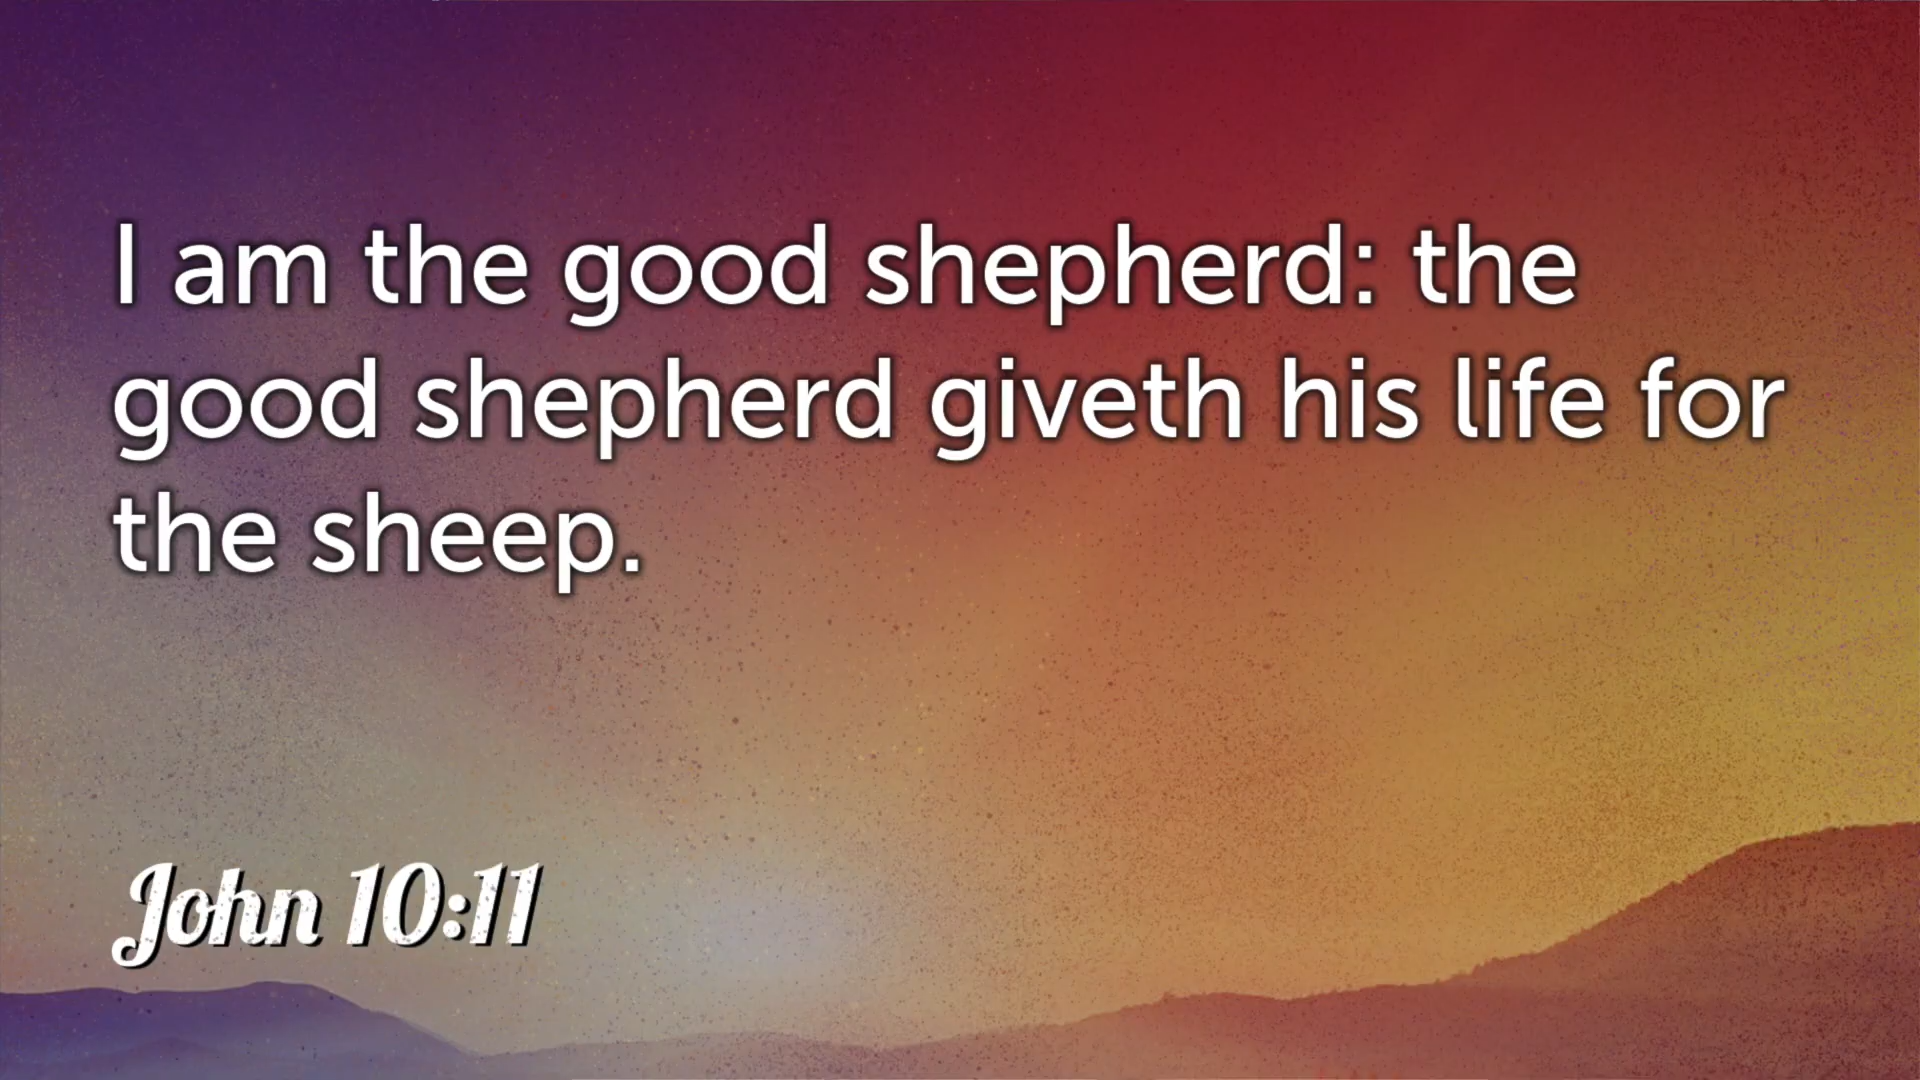 I am the good shepherd: the
good shepherd giveth his life for
the sheep.
John 10:11